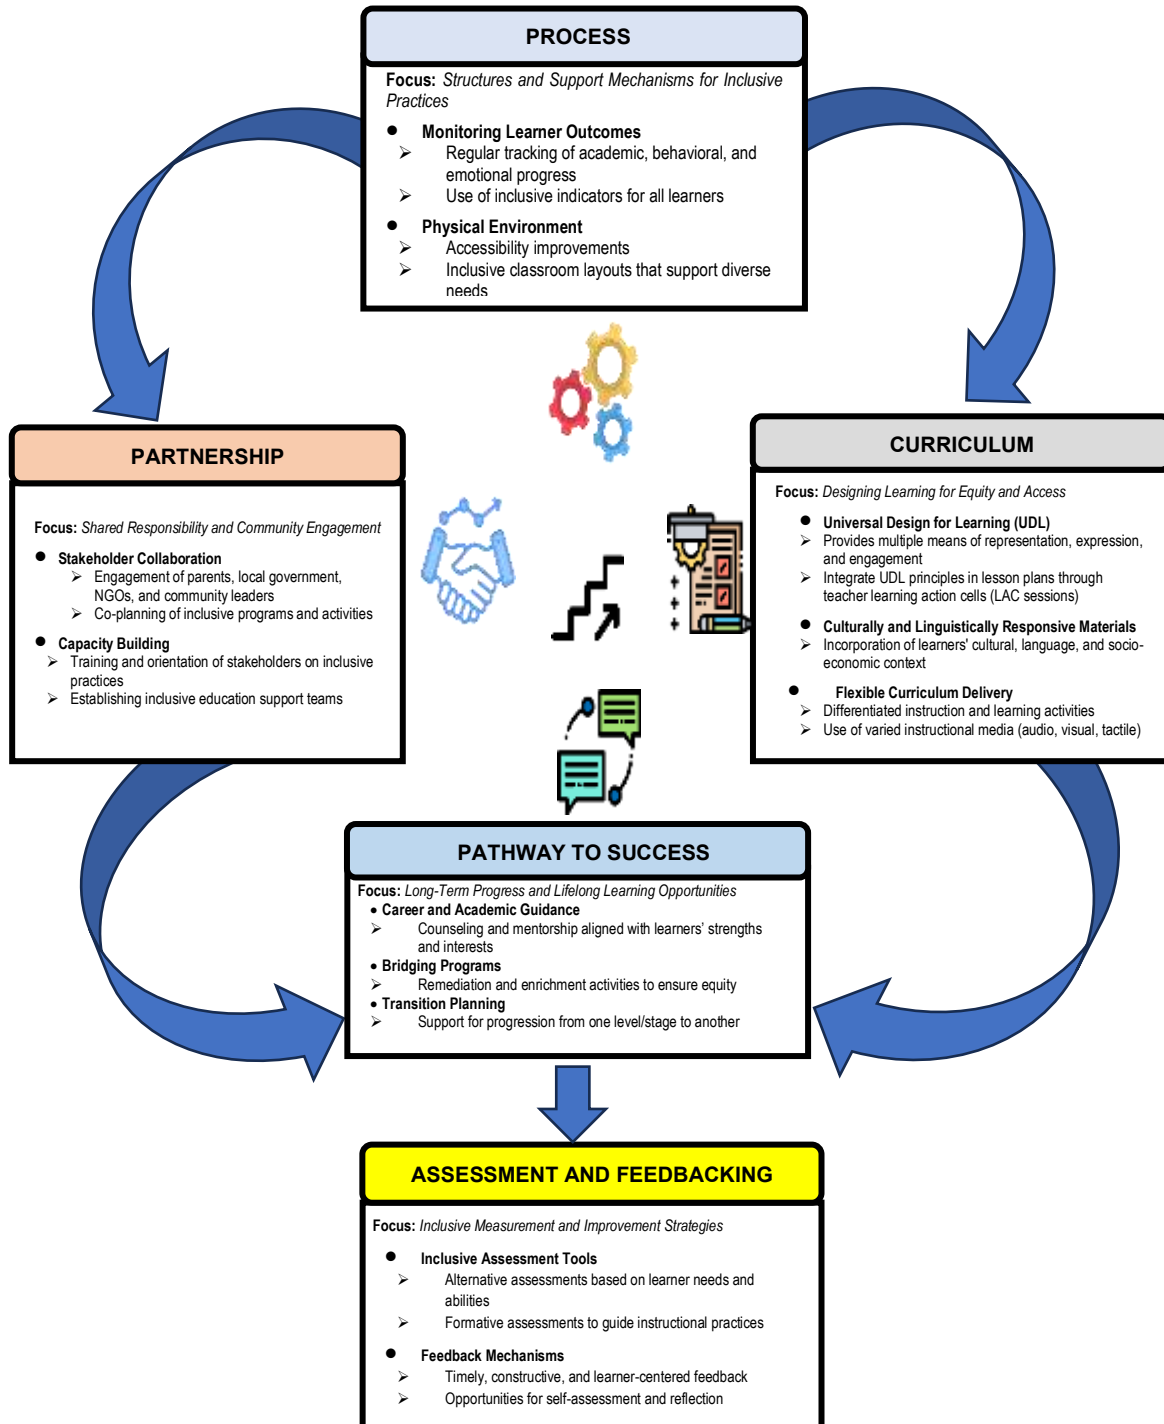 PROCESS
Focus: Structures and Support Mechanisms for Inclusive
Practices
● Monitoring Learner Outcomes
➢ Regular tracking of academic, behavioral, and
emotional progress
➢ Use of inclusive indicators for all learners
● Physical Environment
➢ Accessibility improvements
➢ Inclusive classroom layouts that support diverse
needs
PARTNERSHIP
Focus: Shared Responsibility and Community Engagement
● Stakeholder Collaboration
➢ Engagement of parents, local government,
NGOs, and community leaders
➢ Co-planning of inclusive programs and activities
● Capacity Building
➢ Training and orientation of stakeholders on inclusive
practices
➢ Establishing inclusive education support teams
CURRICULUM
Focus: Designing Learning for Equity and Access
● Universal Design for Learning (UDL)
➢ Provides multiple means of representation, expression,
and engagement
➢ Integrate UDL principles in lesson plans through
teacher learning action cells (LAC sessions)
● Culturally and Linguistically Responsive Materials
➢ Incorporation of learners' cultural, language, and socio-
economic context
● Flexible Curriculum Delivery
➢ Differentiated instruction and learning activities
➢ Use of varied instructional media (audio, visual, tactile)
PATHWAY TO SUCCESS
Focus: Long-Term Progress and Lifelong Learning Opportunities
• Career and Academic Guidance
➢ Counseling and mentorship aligned with learners’ strengths
and interests
• Bridging Programs
➢ Remediation and enrichment activities to ensure equity
• Transition Planning
➢ Support for progression from one level/stage to another
ASSESSMENT AND FEEDBACKING
Focus: Inclusive Measurement and Improvement Strategies
● Inclusive Assessment Tools
➢ Alternative assessments based on learner needs and
abilities
➢ Formative assessments to guide instructional practices
● Feedback Mechanisms
➢ Timely, constructive, and learner-centered feedback
➢ Opportunities for self-assessment and reflection